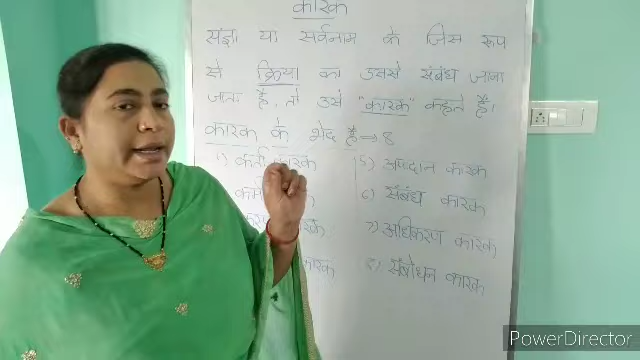 कारक
संज्ञा या सर्वनाम के जिस रूप
से क्रिया का उससे संबंध जाना
जाता है, तो उसे "कारक" कहते हैं।
कारक के भेद है ⇒ 8
1) कर्ता कारक
5) अपादान कारक
6) संबंध कारक
7) अधिकरण कारक
8) संबोधन कारक
PowerDirector